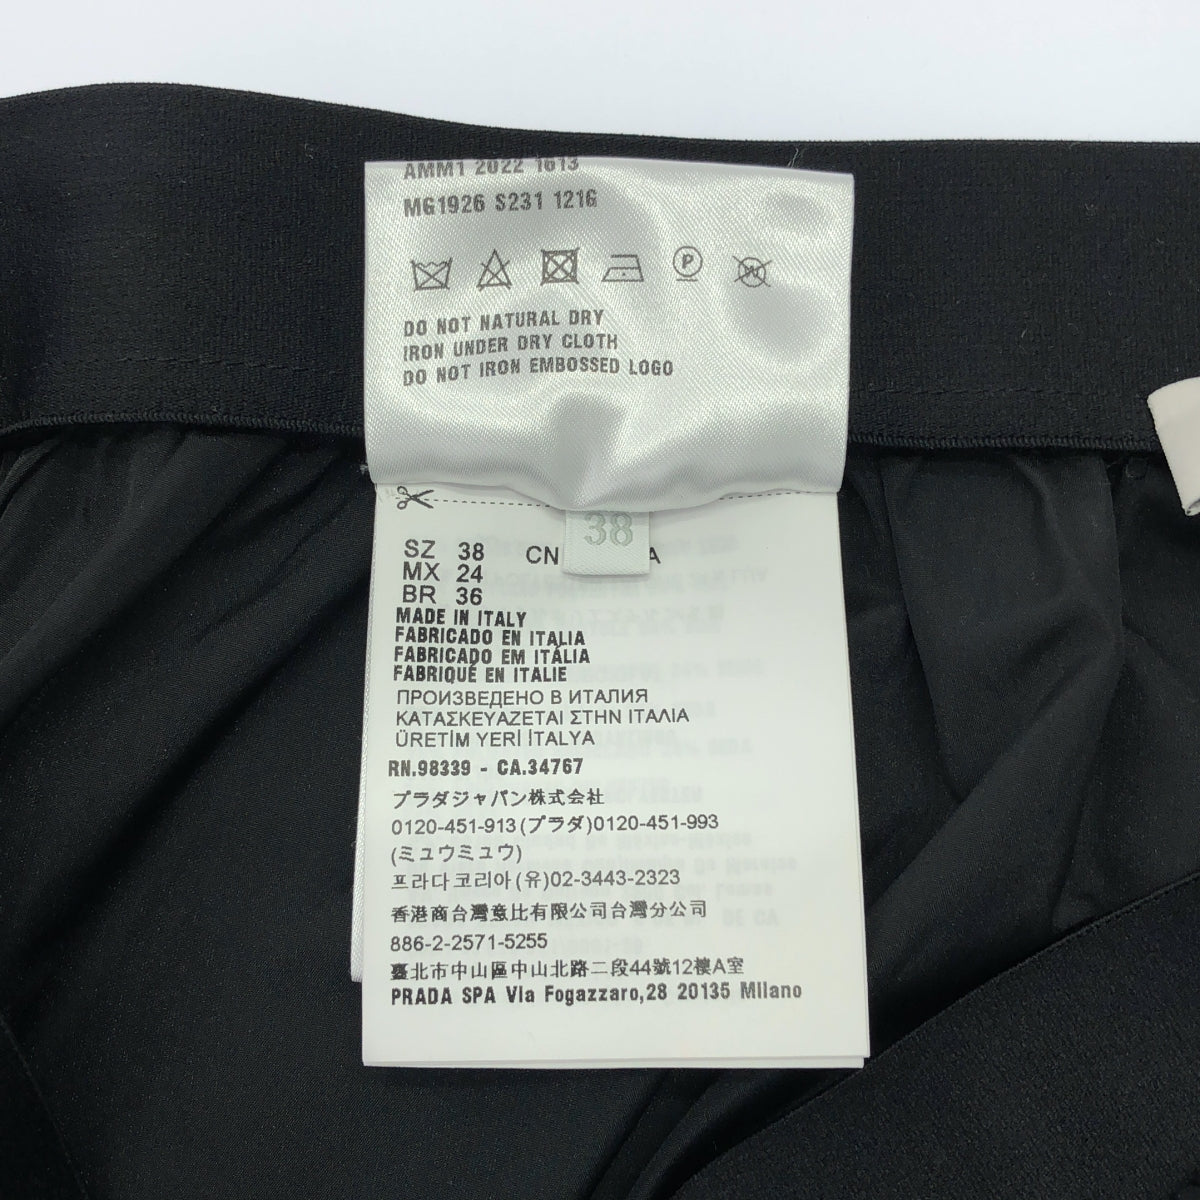 AMM1 2022 1613
MG1926 S231 121G
P
W
DO NOT NATURAL DRY
IRON UNDER DRY CLOTH
DO NOT IRON EMBOSSED LOGO
38
SZ 38 CN A
MX 24
BR 36
MADE IN ITALY
FABRICADO EN ITALIA
FABRICADO EM ITÁLIA
FABRIQUÉ EN ITALIE
ПРОИЗВЕДЕНО В ИТАЛИЯ
ΚΑΤΑΣΚΕΥΑΖΕΤΑΙ ΣΤΗΝ ΙΤΑΛΙΑ
ÜRETİM YERİ İTALYA
RN.98339 - CA.34767
プラダジャパン株式会社
0120-451-913(プラダ)0120-451-993
(ミュウミュウ)
프라다코리아(유)02-3443-2323
香港商台灣意比有限公司台灣分公司
886-2-2571-5255
臺北市中山區中山北路二段44號12樓A室
PRADA SPA Via Fogazzaro,28 20135 Milano